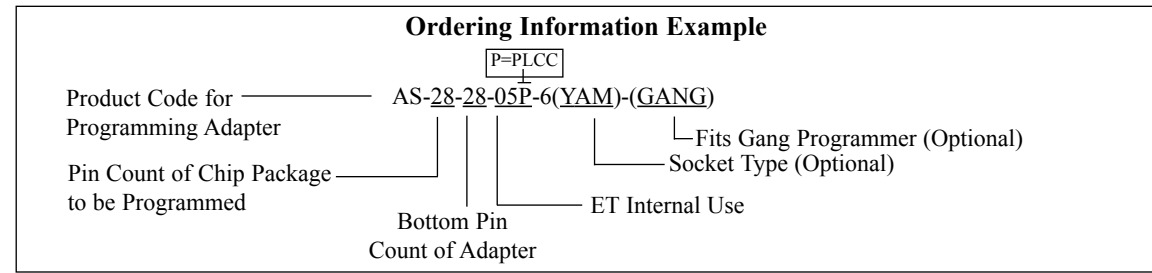 Ordering Information Example
P=PLCC
AS-28-28-05P-6(YAM)-(GANG)
Product Code for
Programming Adapter
Fits Gang Programmer (Optional)
Socket Type (Optional)
Pin Count of Chip Package
to be Programmed
ET Internal Use
Bottom Pin
Count of Adapter